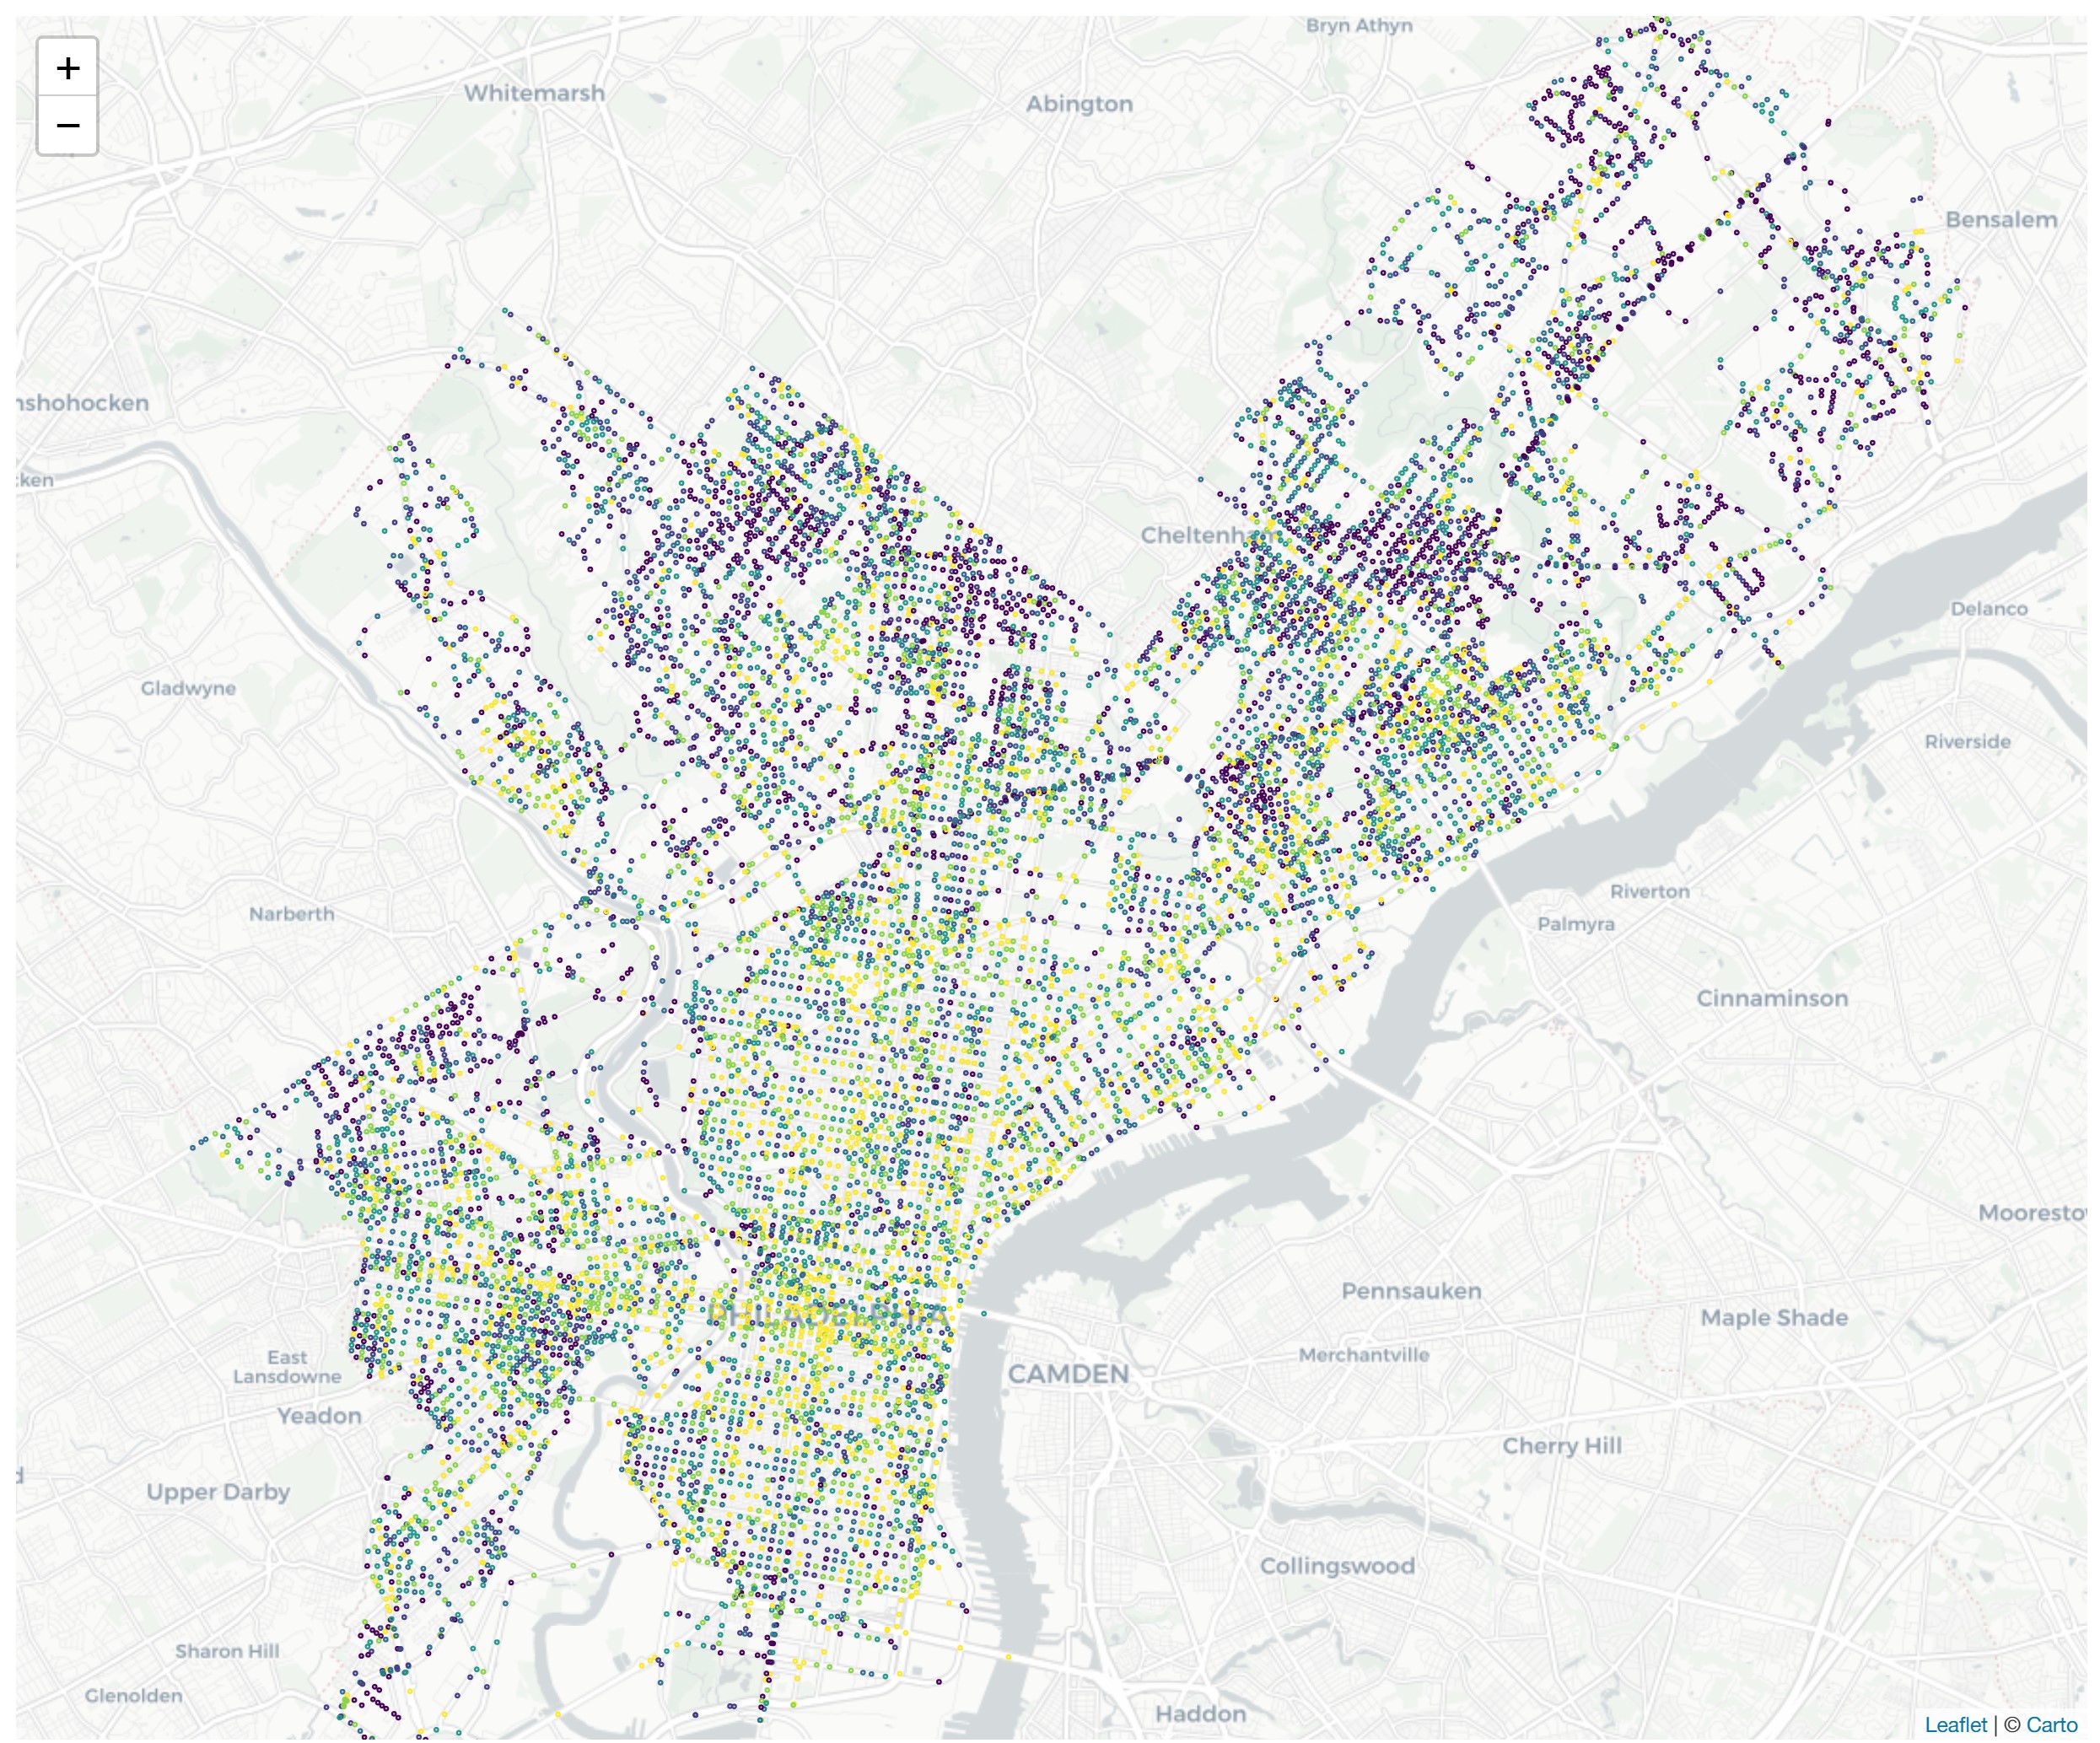 Bryn Athyn
+
Whitemarsh
Abington
−
Bensalem
nshohocken
ken
Cheltenham
Delanco
Gladwyne
Riverside
Riverton
Narberth
Palmyra
Cinnaminson
Mooresto
Pennsauken
PHILADELPHIA
Maple Shade
East
Lansdowne
Merchantville
CAMDEN
Yeadon
Cherry Hill
d
Upper Darby
Collingswood
Sharon Hill
Glenolden
Haddon
Leaflet | © Carto